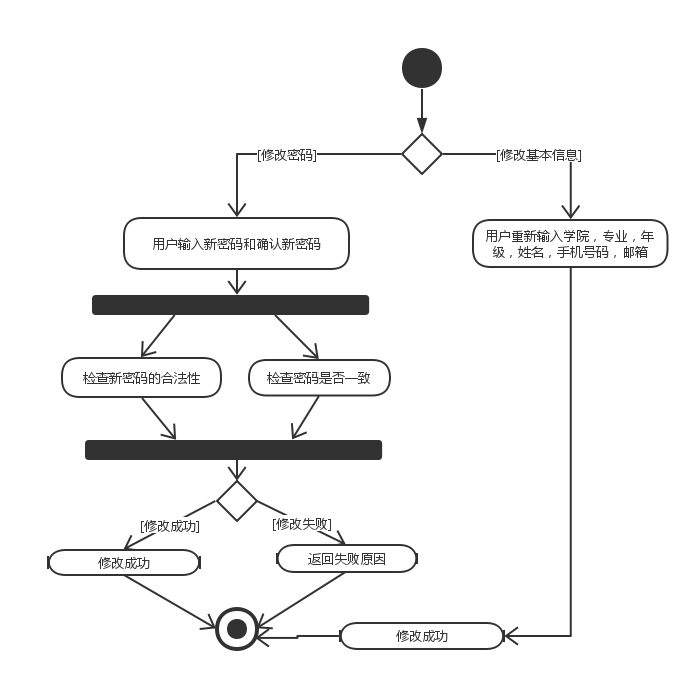 [修改密码]
[修改基本信息]
用户输入新密码和确认新密码
用户重新输入学院，专业，年
级，姓名，手机号码，邮箱
检查新密码的合法性
检查密码是否一致
[修改成功]
[修改失败]
修改成功
返回失败原因
修改成功